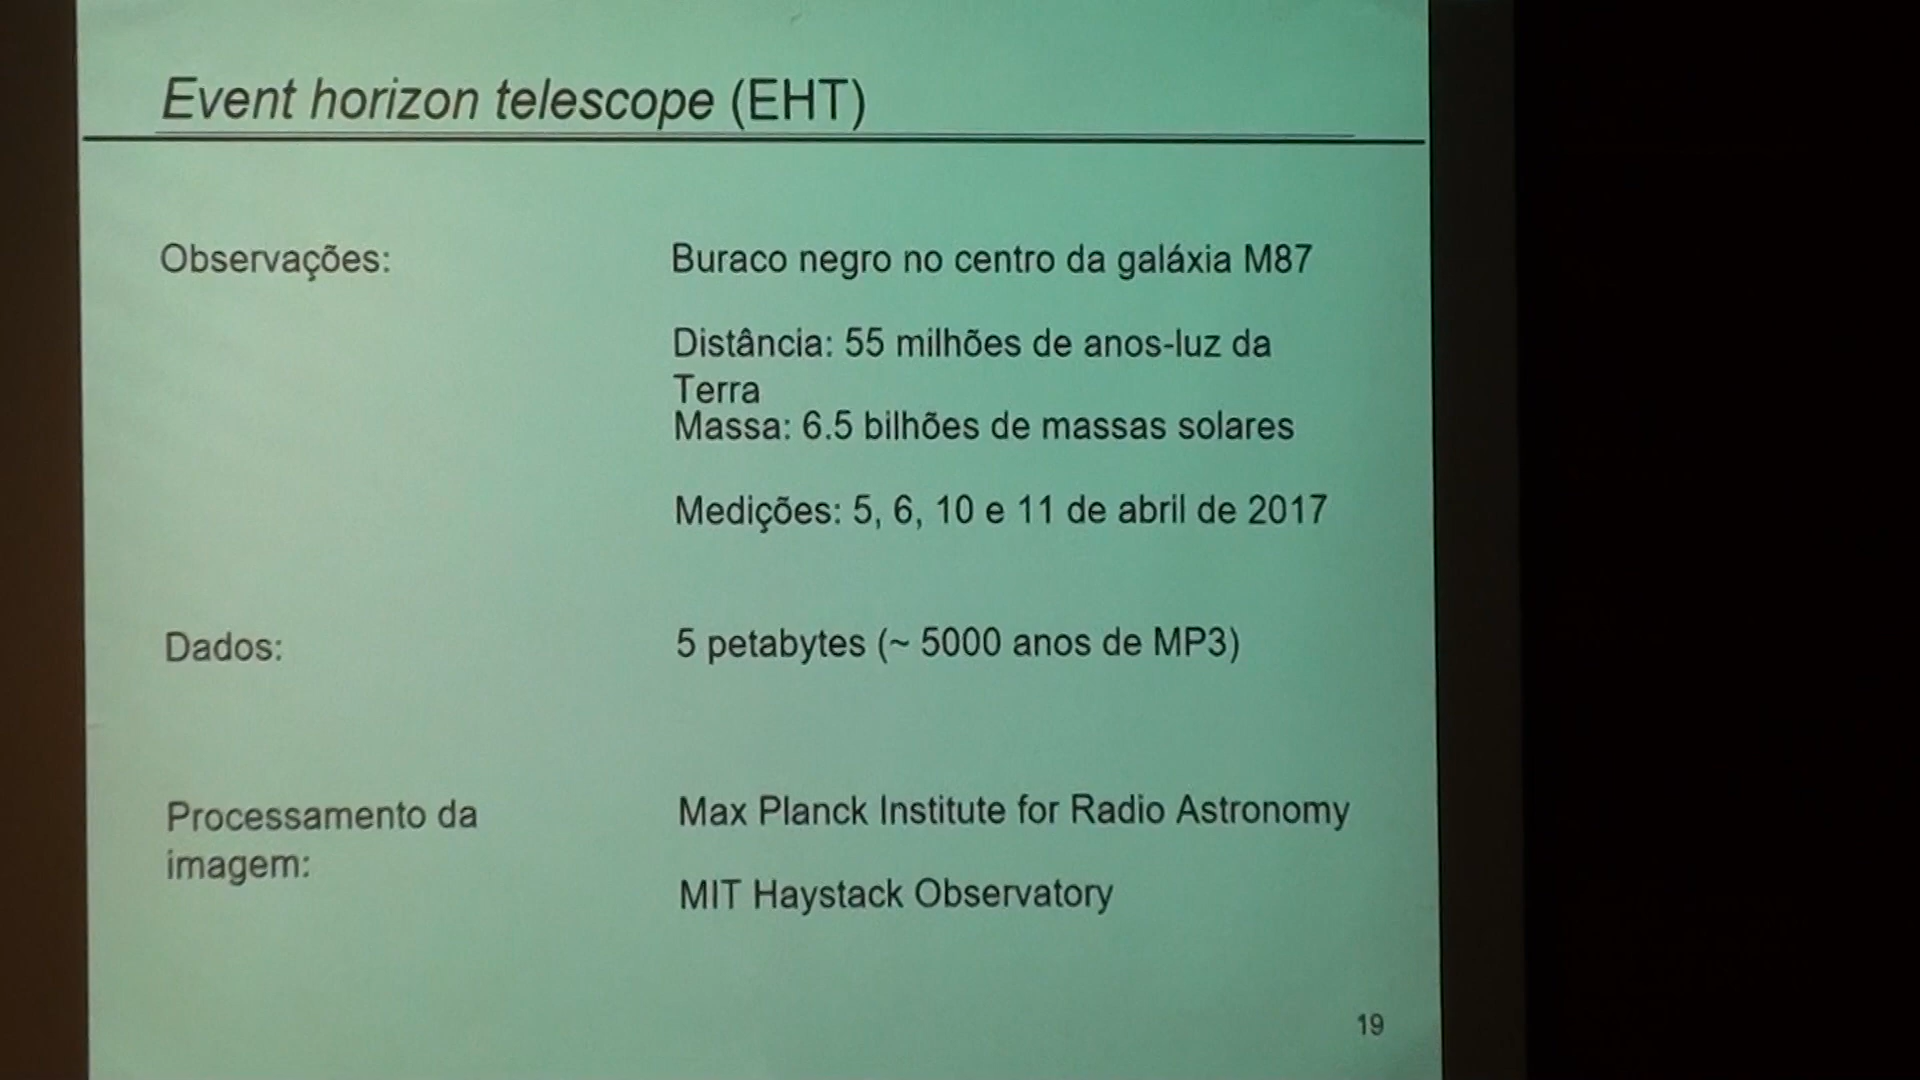 Event horizon telescope (EHT)
Observações:
Buraco negro no centro da galáxia M87
Distância: 55 milhões de anos-luz da
Terra
Massa: 6.5 bilhões de massas solares
Medições: 5, 6, 10 e 11 de abril de 2017
Dados:
5 petabytes (~ 5000 anos de MP3)
Processamento da
imagem:
Max Planck Institute for Radio Astronomy
MIT Haystack Observatory
19